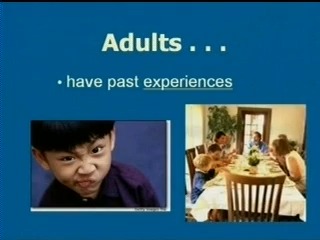 Adults . . .
• have past experiences